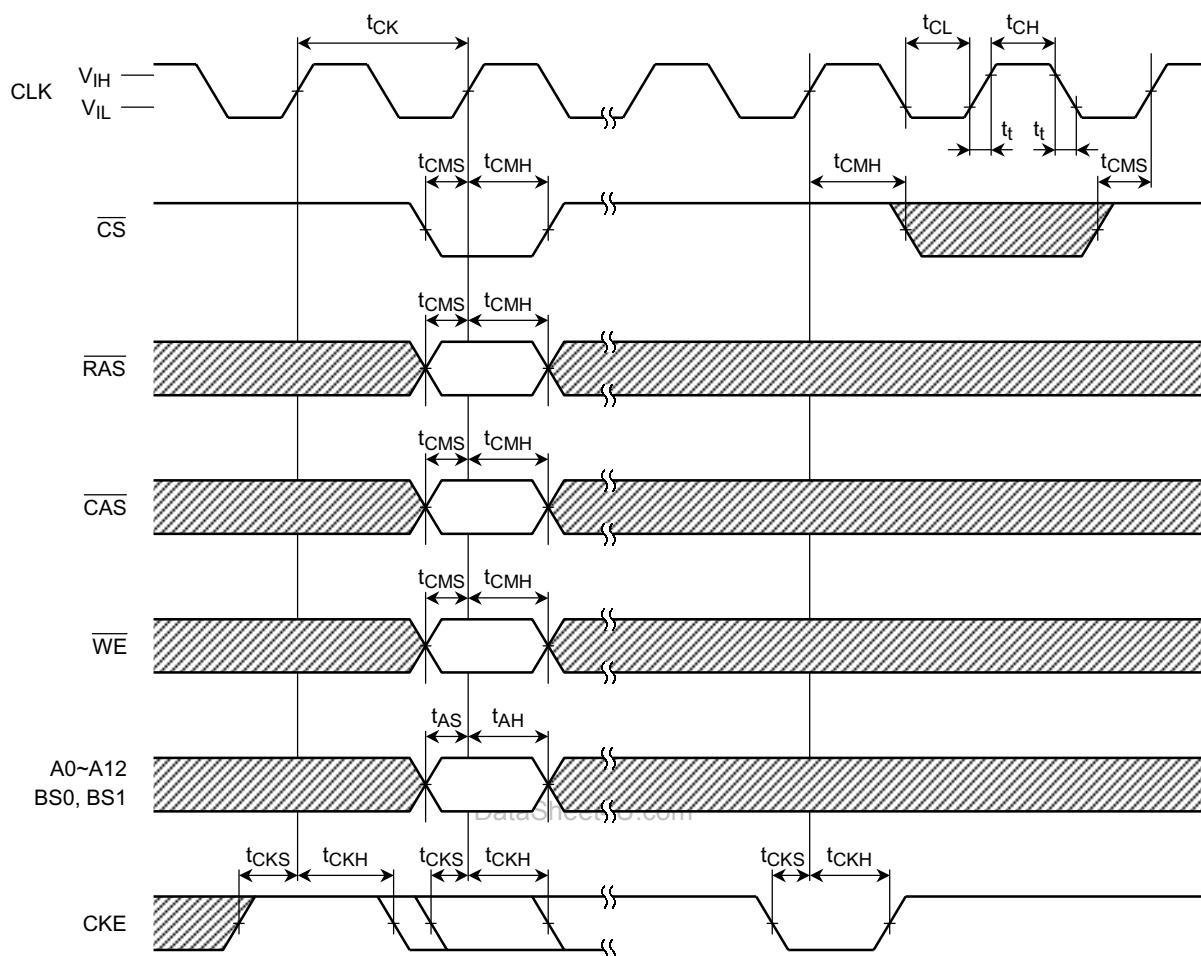 tCK
tCL
tCH
CLK
VIH
VIL
tt
tt
tCMS
tCMH
tCMH
tCMS
CS
tCMS
tCMH
RAS
tCMS
tCMH
CAS
tCMS
tCMH
WE
tAS
tAH
A0~A12
BS0, BS1
tCKS
tCKH
tCKS
tCKH
tCKS
tCKH
CKE